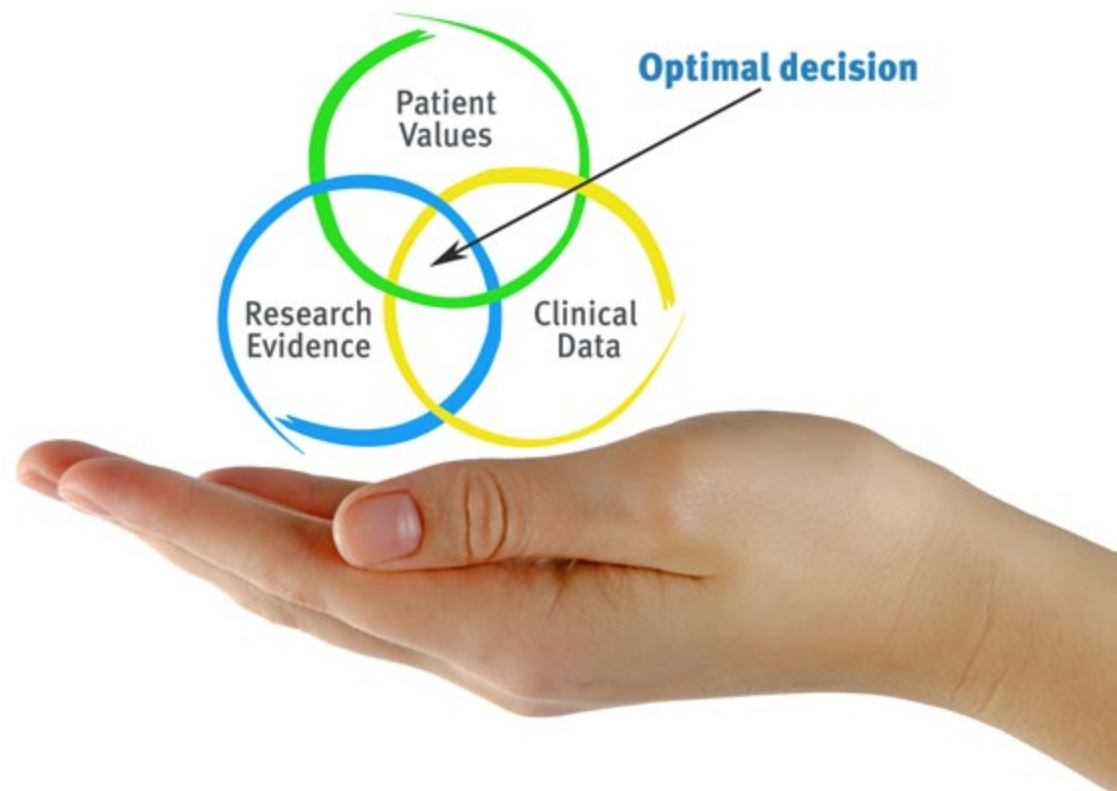 Optimal decision
Patient
Values
Research
Evidence
Clinical
Data